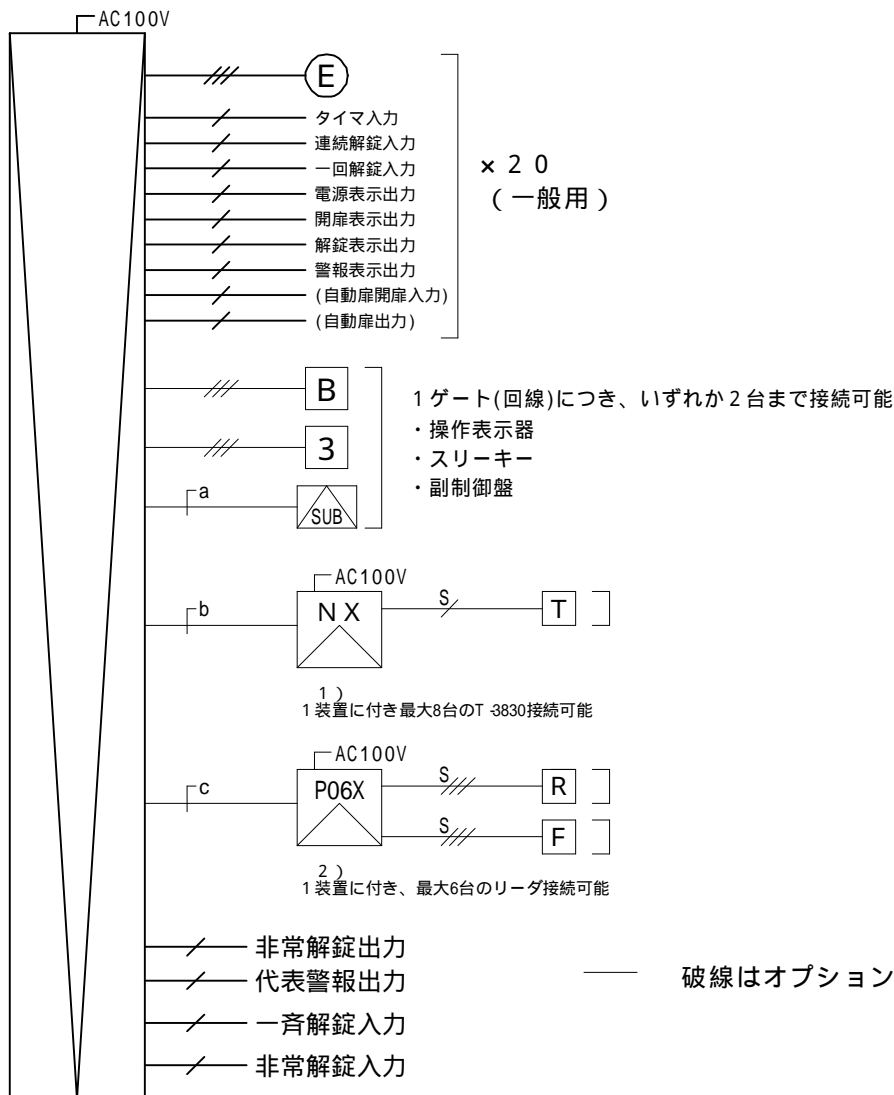 AC100V
E
タイマ入力
連続解錠入力
一回解錠入力
電源表示出力
開扉表示出力
解錠表示出力
警報表示出力
(自動扉開扉入力)
(自動扉出力)
×20
(一般用)
B
3
a
SUB
1ゲート(回線)につき、いずれか2台まで接続可能
・操作表示器
・スリーキー
・副制御盤
AC100V
b
NX
S
T
1)
1装置に付き最大8台のT-3830接続可能
AC100V
c
P06X
S
R
S
F
2)
1装置に付き、最大6台のリーダ接続可能
非常解錠出力
代表警報出力
一斉解錠入力
非常解錠入力
破線はオプション